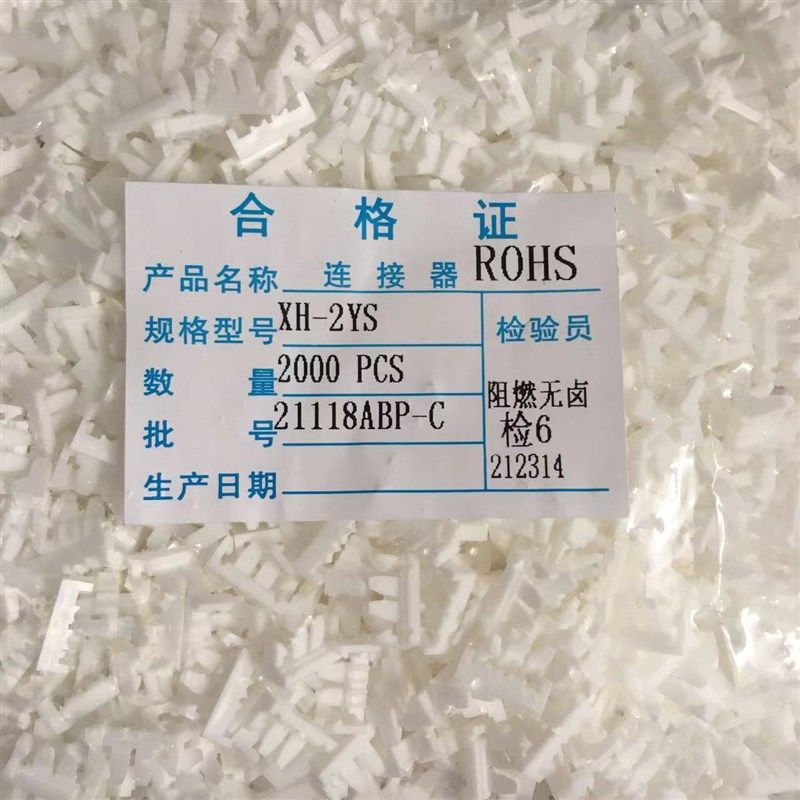 合格证
产品名称 连接器 ROHS
规格型号 XH-2YS 检验员
数量 2000 PCS
阻燃无卤
批号 21118ABP-C 检6
212314
生产日期